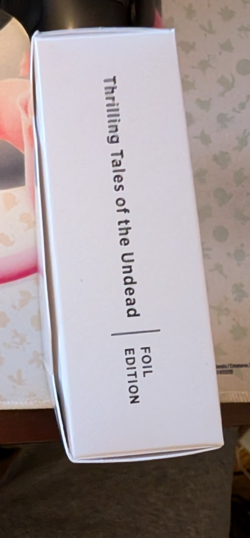 Thrilling Tales of the Undead
FOIL
EDITION